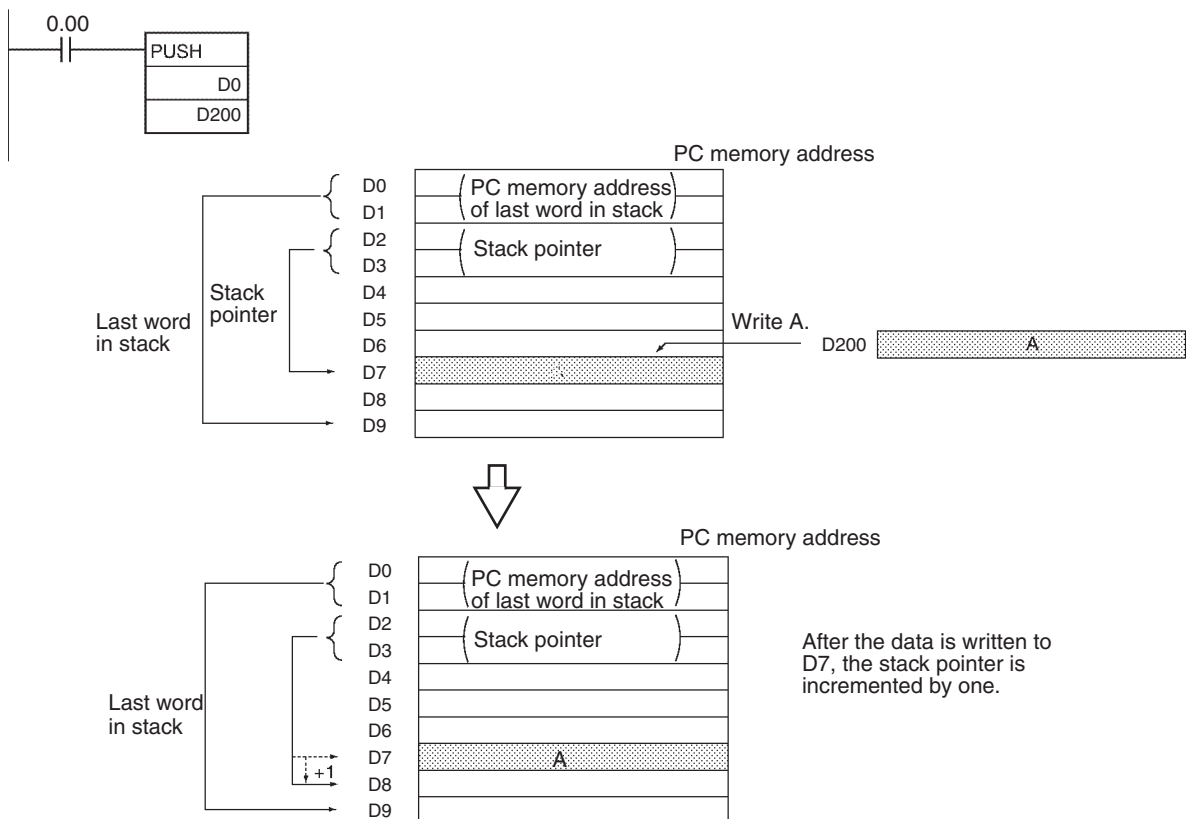 0.00
PUSH
D0
D200
PC memory address
D0
D1
D2
D3
D4
D5
D6
D7
D8
D9
(PC memory address
of last word in stack)
(Stack pointer)
Last word
in stack
Stack
pointer
Write A.
D200
A
PC memory address
D0
D1
D2
D3
D4
D5
D6
D7
D8
D9
(PC memory address
of last word in stack)
(Stack pointer)
A
Last word
in stack
+1
After the data is written to
D7, the stack pointer is
incremented by one.